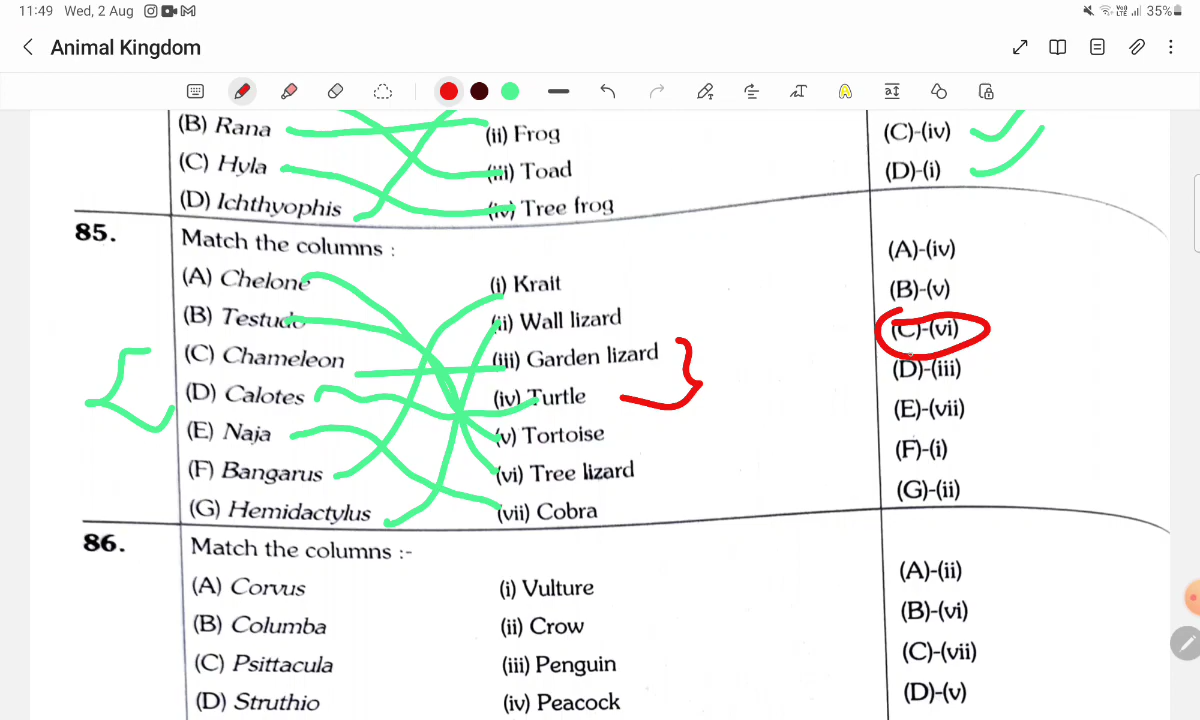 11:49 Wed, 2 Aug
Vo) LTE 35%
Animal Kingdom
(B) Rana (ii) Frog (C)-(iv)
(C) Hyla (iii) Toad (D)-(i)
(D) Ichthyophis (iv) Tree frog
85. Match the columns : (A)-(iv)
(A) Chelone (i) Krait (B)-(v)
(B) Testudo (ii) Wall lizard (C)-(vi)
(C) Chameleon (iii) Garden lizard (D)-(iii)
(D) Calotes (iv) Turtle (E)-(vii)
(E) Naja (v) Tortoise (F)-(i)
(F) Bangarus (vi) Tree lizard (G)-(ii)
(G) Hemidactylus (vii) Cobra
86. Match the columns :- (A)-(ii)
(A) Corvus (i) Vulture (B)-(vi)
(B) Columba (ii) Crow (C)-(vii)
(C) Psittacula (iii) Penguin (D)-(v)
(D) Struthio (iv) Peacock